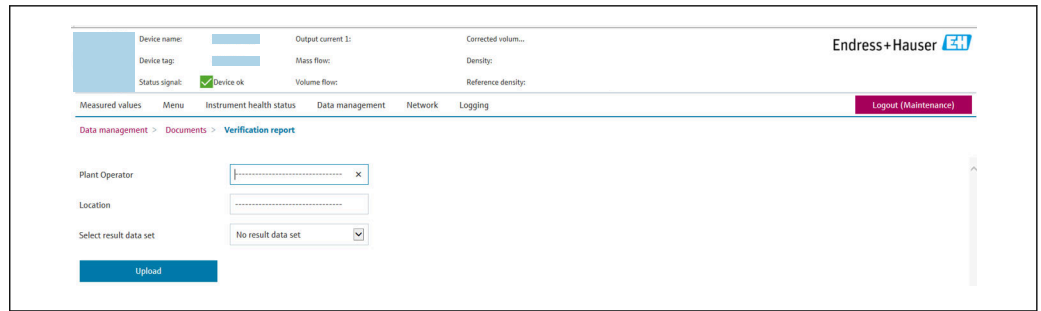 Device name: Output current 1: Corrected volum...
Device tag: Mass flow: Density:
Status signal: Device ok Volume flow: Reference density:
Endress+Hauser EH
Measured values Menu Instrument health status Data management Network Logging Logout (Maintenance)
Data management > Documents > Verification report
Plant Operator -------------------------------- ×
Location --------------------------------
Select result data set No result data set
Upload